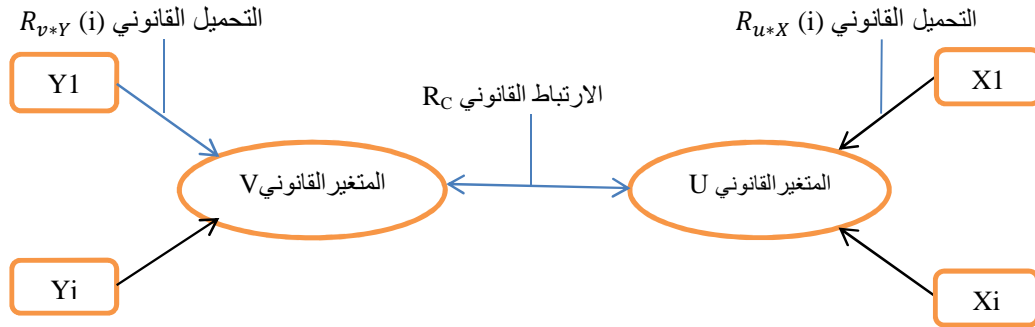 التحميل القانوني R_{u*X} (i)
التحميل القانوني R_{v*Y} (i)
X1
Y1
الارتباط القانوني R_C
المتغير القانوني U
المتغير القانوني V
Xi
Yi